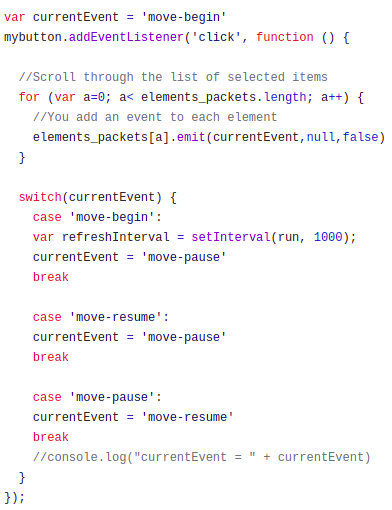 var currentEvent = 'move-begin'
mybutton.addEventListener('click', function () {

  //Scroll through the list of selected items
  for (var a=0; a< elements_packets.length; a++) {
    //You add an event to each element
    elements_packets[a].emit(currentEvent,null,false)
  }

  switch(currentEvent) {
    case 'move-begin':
    var refreshInterval = setInterval(run, 1000);
    currentEvent = 'move-pause'
    break

    case 'move-resume':
    currentEvent = 'move-pause'
    break

    case 'move-pause':
    currentEvent = 'move-resume'
    break
    //console.log("currentEvent = " + currentEvent)
  }
});